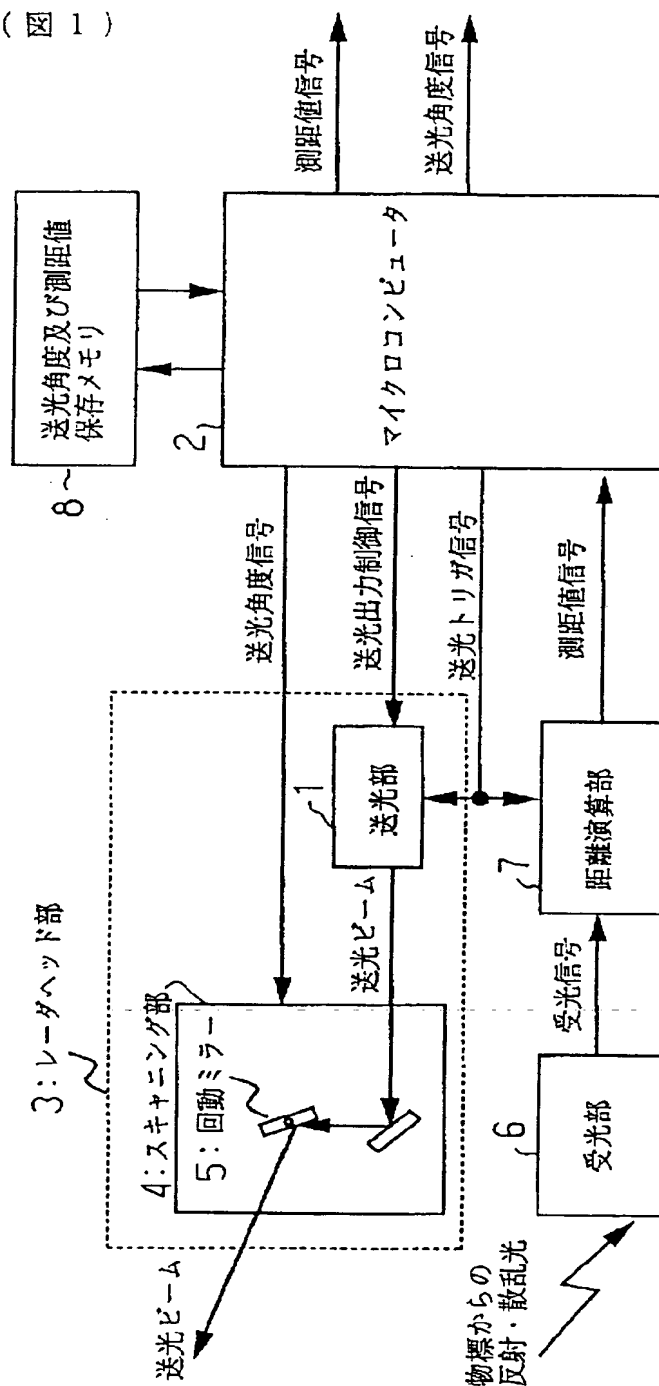 (図1)
測距値信号
送光角度信号
送光角度及び測距値
保存メモリ
8
2
マイクロコンピュータ
送光角度信号
送光出力制御信号
送光トリガ信号
測距値信号
3:レーダヘッド部
1
送光部
送光ビーム
4:スキャニング部
5:回動ミラー
送光ビーム
7
距離演算部
受光信号
6
受光部
物標からの
反射・散乱光